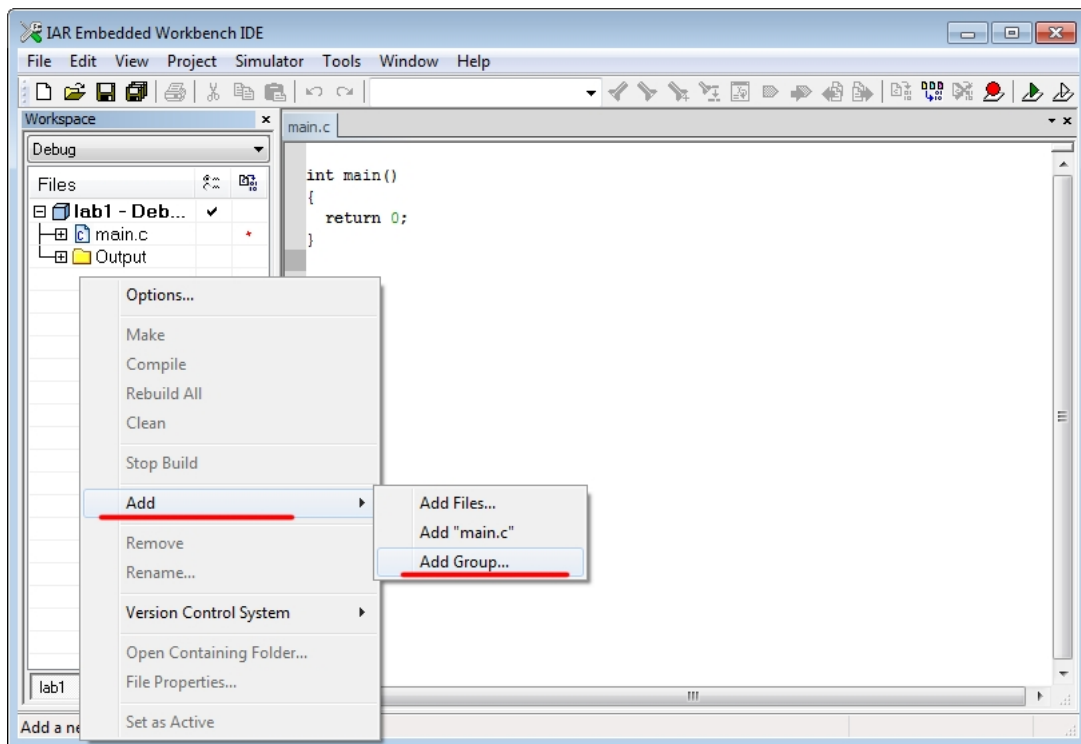 IAR Embedded Workbench IDE
File Edit View Project Simulator Tools Window Help
Workspace
Debug
Files
lab1 - Deb...
main.c
Output
main.c
int main()
{
return 0;
}
Options...
Make
Compile
Rebuild All
Clean
Stop Build
Add
Remove
Rename...
Version Control System
Open Containing Folder...
File Properties...
Set as Active
Add Files...
Add "main.c"
Add Group...
lab1
Add a ne